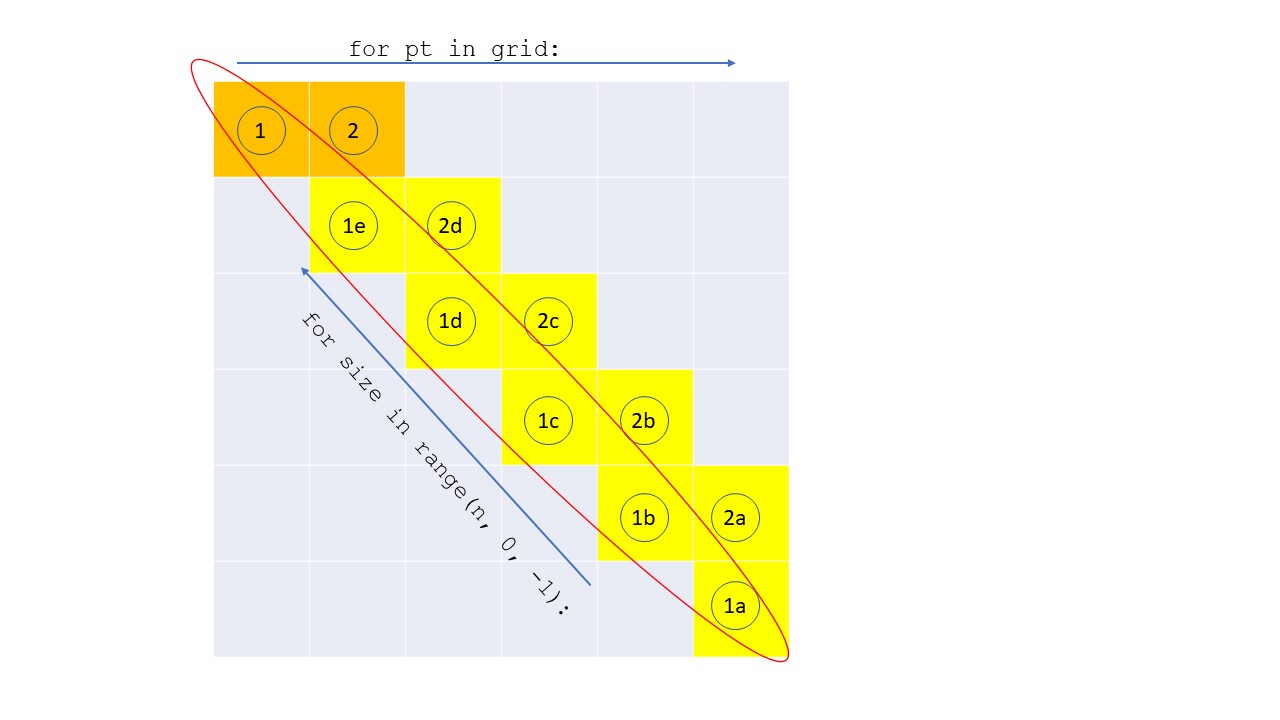 for pt in grid:
1 2
1e 2d
1d 2c
for size in range(n, 0, -1):
1c 2b
1b 2a
1a